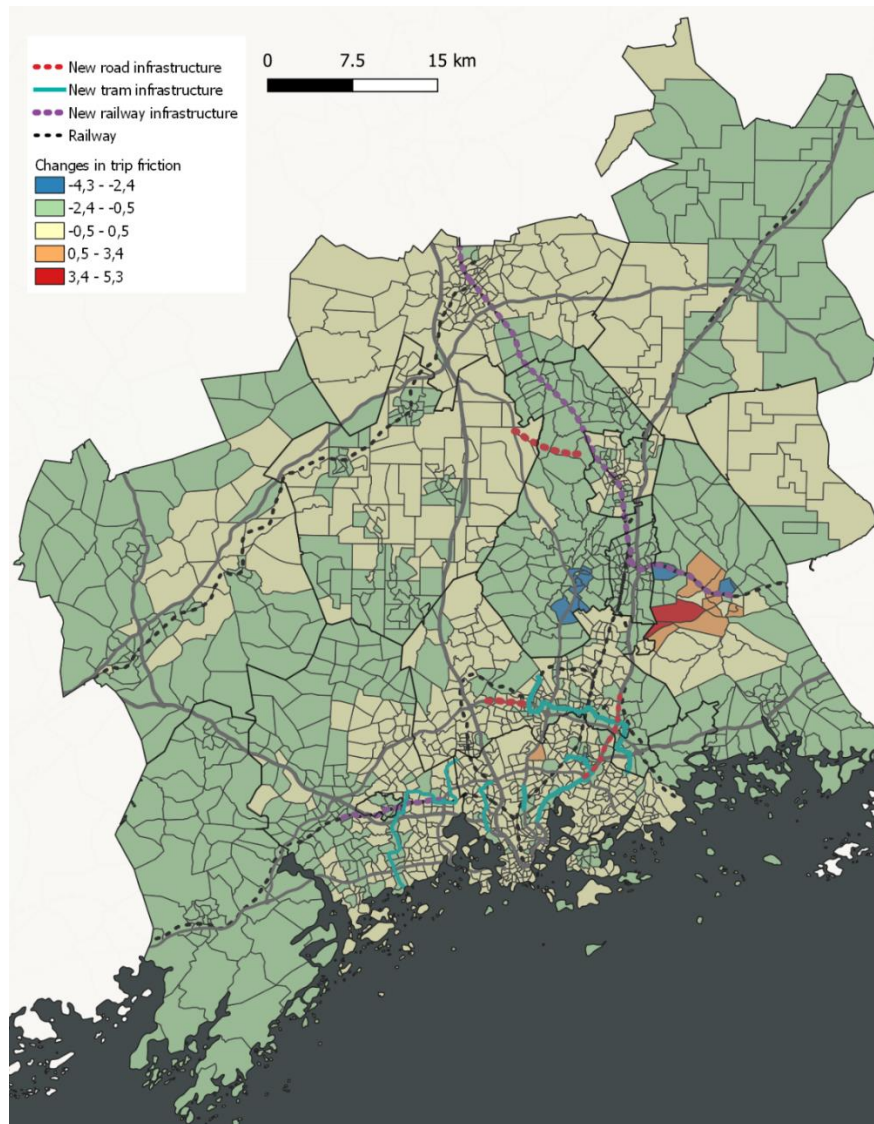 New road infrastructure
New tram infrastructure
New railway infrastructure
Railway
Changes in trip friction
-4,3 - -2,4
-2,4 - -0,5
-0,5 - 0,5
0,5 - 3,4
3,4 - 5,3
0 7.5 15 km